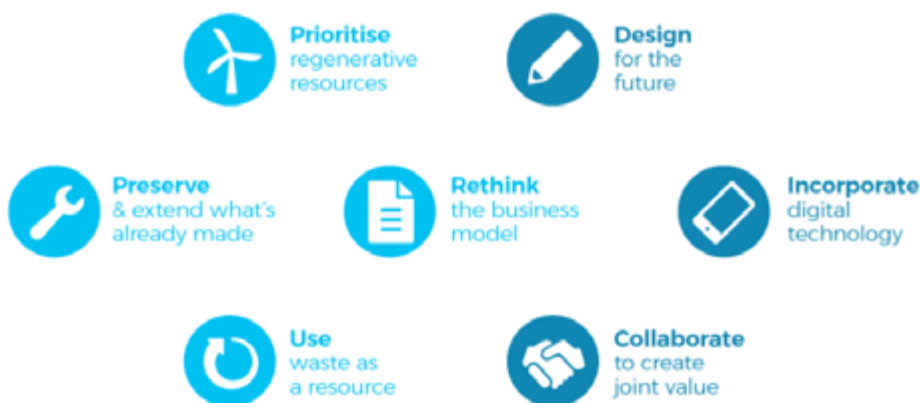 Prioritise
regenerative
resources
Design
for the
future
Preserve
& extend what's
already made
Rethink
the business
model
Incorporate
digital
technology
Use
waste as
a resource
Collaborate
to create
joint value